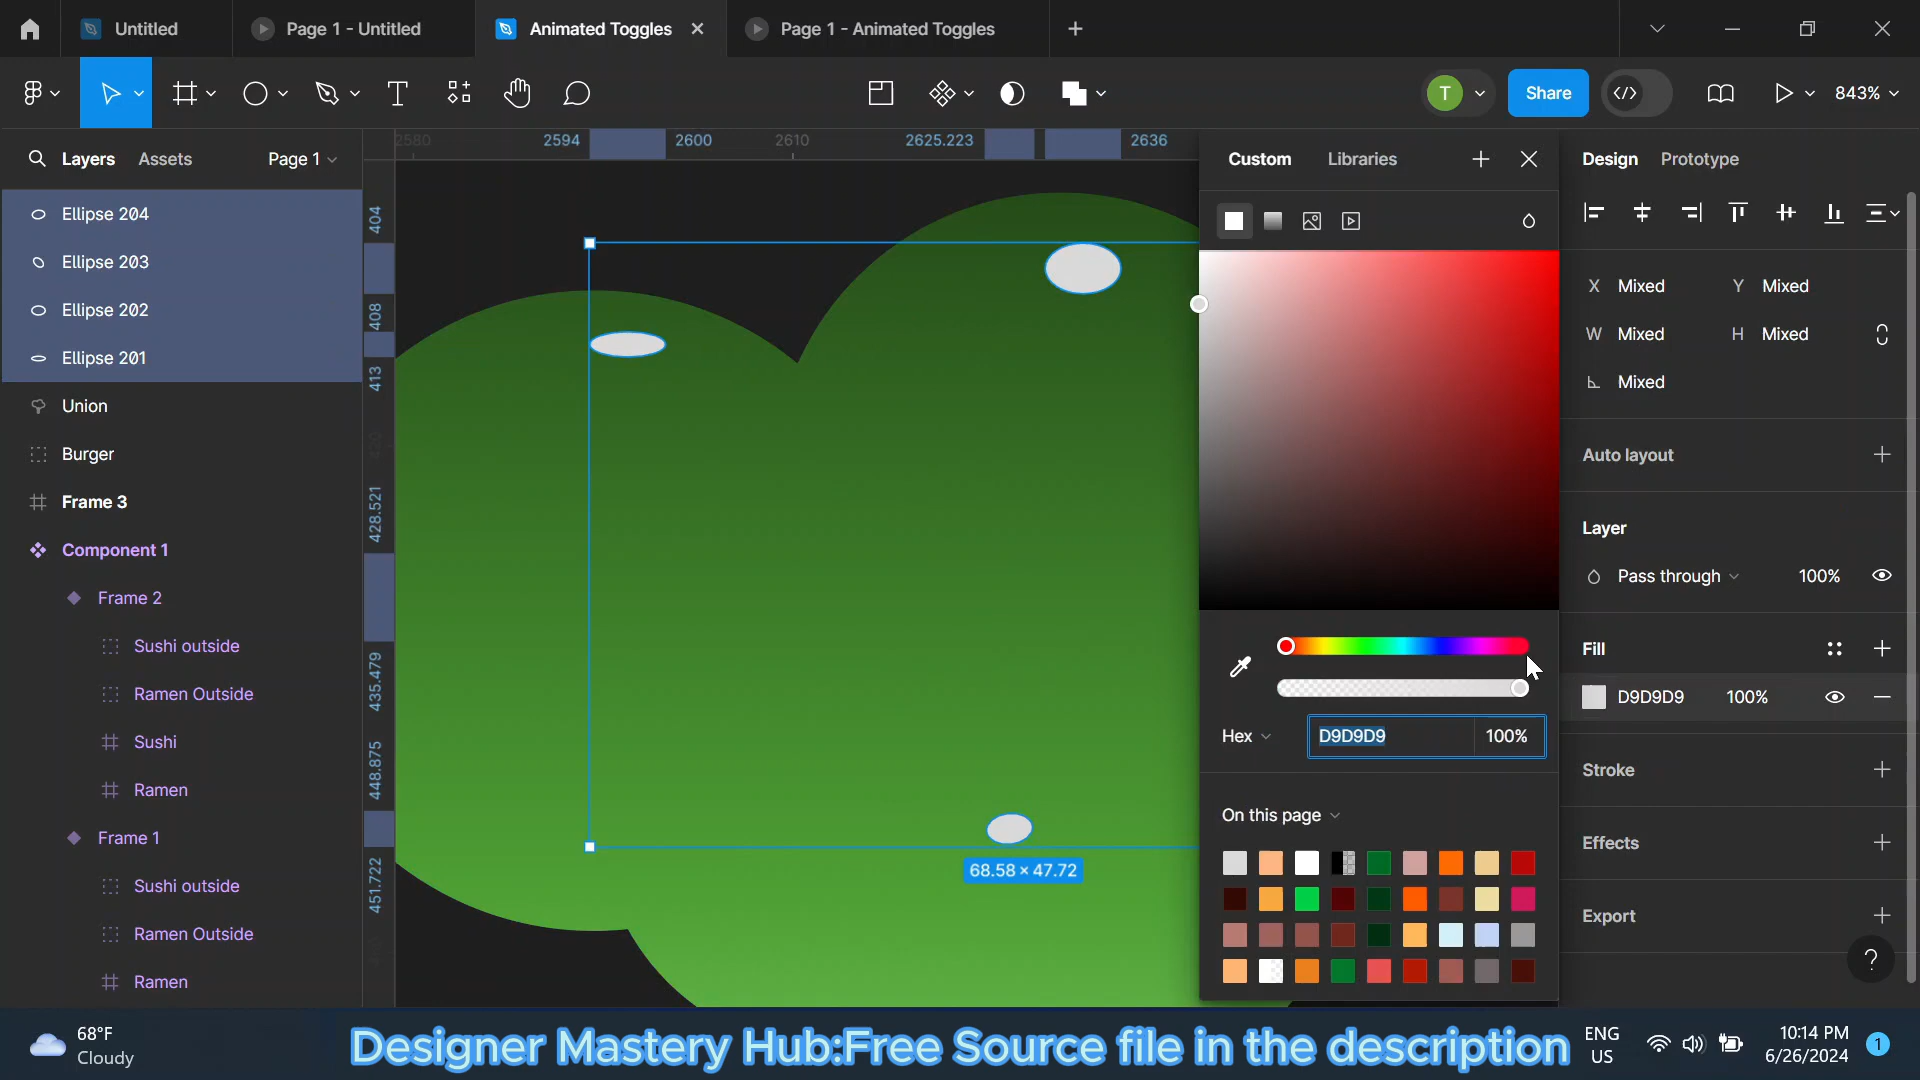 Untitled
Page 1 - Untitled
Animated Toggles
Page 1 - Animated Toggles
T
Share
843%
Layers
Assets
Page 1
2580
2594
2600
2610
2625.223
2636
Custom
Libraries
Design
Prototype
Ellipse 204
Ellipse 203
Ellipse 202
Ellipse 201
Union
Burger
Frame 3
Component 1
Frame 2
Sushi outside
Ramen Outside
Sushi
Ramen
Frame 1
Sushi outside
Ramen Outside
Ramen
404
408
413
428.521
435.479
448.875
451.722
68.58 × 47.72
Hex
D9D9D9
100%
On this page
X
Mixed
Y
Mixed
W
Mixed
H
Mixed
Mixed
Auto layout
Layer
Pass through
100%
Fill
D9D9D9
100%
Stroke
Effects
Export
?
68°F
Cloudy
Designer Mastery Hub:Free Source file in the description
ENG
US
10:14 PM
6/26/2024
1